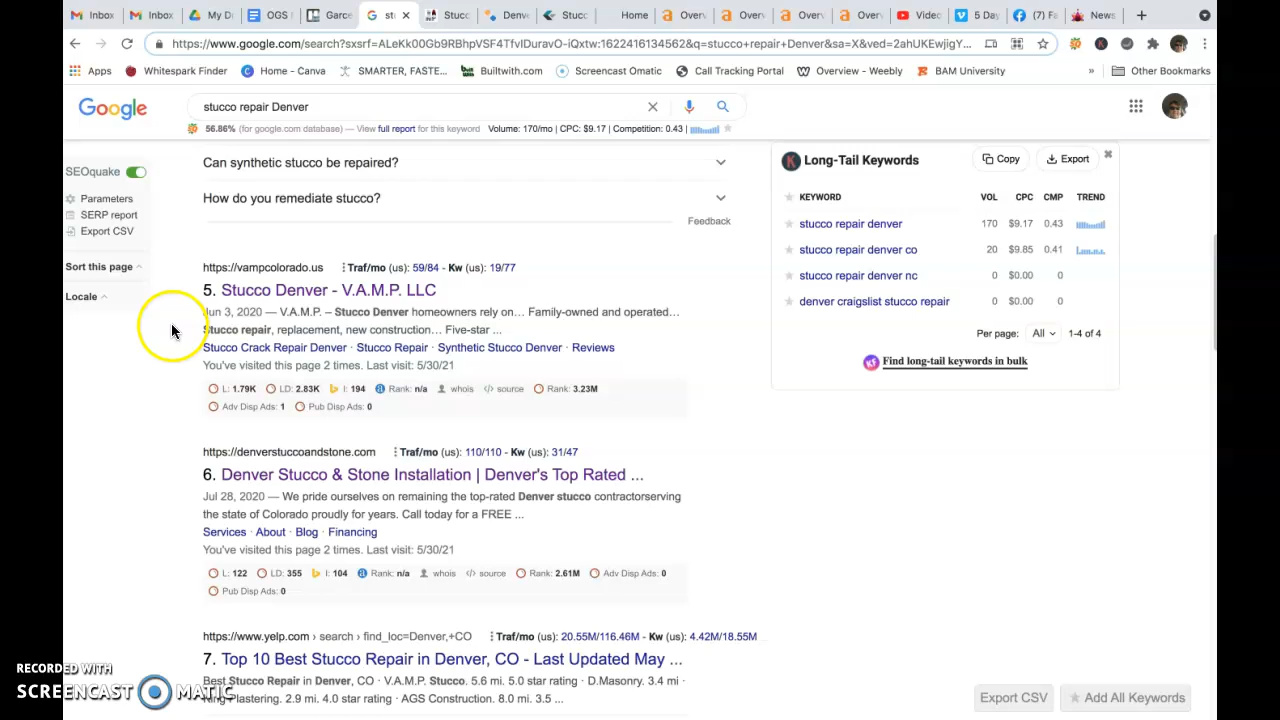 Inbox
Inbox
My Di
OGS
Garce
st
Stucc
Denve
Stucc
Home
Over
Over
Over
Over
Video
5 Day
(7) Fa
News
https://www.google.com/search?sxsrf=ALeKk00Gb9RBhpVSF4TfvIDuravO-iQxtw:1622416134562&q=stucco+repair+Denver&sa=X&ved=2ahUKEwjigY...
Apps
Whitespark Finder
Home - Canva
SMARTER, FASTE...
Builtwith.com
Screencast Omatic
Call Tracking Portal
Overview - Weebly
BAM University
»
Other Bookmarks
Google
stucco repair Denver
56.86% (for google.com database) — View full report for this keyword Volume: 170/mo | CPC: $9.17 | Competition: 0.43 |
SEOquake
Parameters
SERP report
Export CSV
Sort this page
Locale
Can synthetic stucco be repaired?
How do you remediate stucco?
Feedback
https://vampcolorado.us Traf/mo (us): 59/84 - Kw (us): 19/77
5. Stucco Denver - V.A.M.P. LLC
Jun 3, 2020 — V.A.M.P. – Stucco Denver homeowners rely on… Family-owned and operated…
Stucco repair, replacement, new construction… Five-star ...
Stucco Crack Repair Denver · Stucco Repair · Synthetic Stucco Denver · Reviews
You've visited this page 2 times. Last visit: 5/30/21
L: 1.79K LD: 2.83K I: 194 Rank: n/a whois source Rank: 3.23M
Adv Disp Ads: 1 Pub Disp Ads: 0
https://denverstuccoandstone.com Traf/mo (us): 110/110 - Kw (us): 31/47
6. Denver Stucco & Stone Installation | Denver's Top Rated ...
Jul 28, 2020 — We pride ourselves on remaining the top-rated Denver stucco contractorserving
the state of Colorado proudly for years. Call today for a FREE ...
Services · About · Blog · Financing
You've visited this page 2 times. Last visit: 5/30/21
L: 122 LD: 355 I: 104 Rank: n/a whois source Rank: 2.61M Adv Disp Ads: 0
Pub Disp Ads: 0
https://www.yelp.com › search › find_loc=Denver,+CO Traf/mo (us): 20.55M/116.46M - Kw (us): 4.42M/18.55M
7. Top 10 Best Stucco Repair in Denver, CO - Last Updated May ...
Best Stucco Repair in Denver, CO · V.A.M.P. Stucco. 5.6 mi. 5.0 star rating · D.Masonry. 3.4 mi ·
Plastering. 2.9 mi. 4.0 star rating · AGS Construction. 8.0 mi. 3.5 ...
Long-Tail Keywords
Copy
Export
KEYWORD VOL CPC CMP TREND
stucco repair denver 170 $9.17 0.43
stucco repair denver co 20 $9.85 0.41
stucco repair denver nc 0 $0.00 0
denver craigslist stucco repair 0 $0.00 0
Per page: All 1-4 of 4
Find long-tail keywords in bulk
Export CSV
Add All Keywords
RECORDED WITH
SCREENCAST MATIC